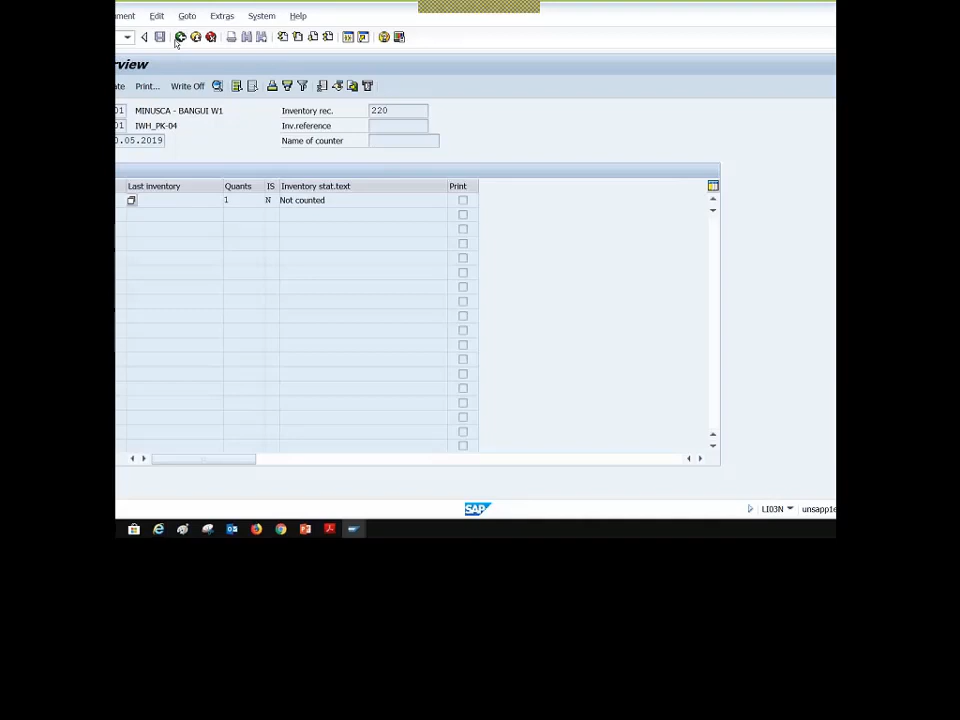 ment Edit Goto Extras System Help
rview
ate Print... Write Off
01 MINUSCA - BANGUI W1 Inventory rec. 220
01 IWH_PK-04 Inv.reference
0.05.2019 Name of counter
Last inventory Quants IS Inventory stat.text Print
1 N Not counted
SAP LI03N unsapp1e